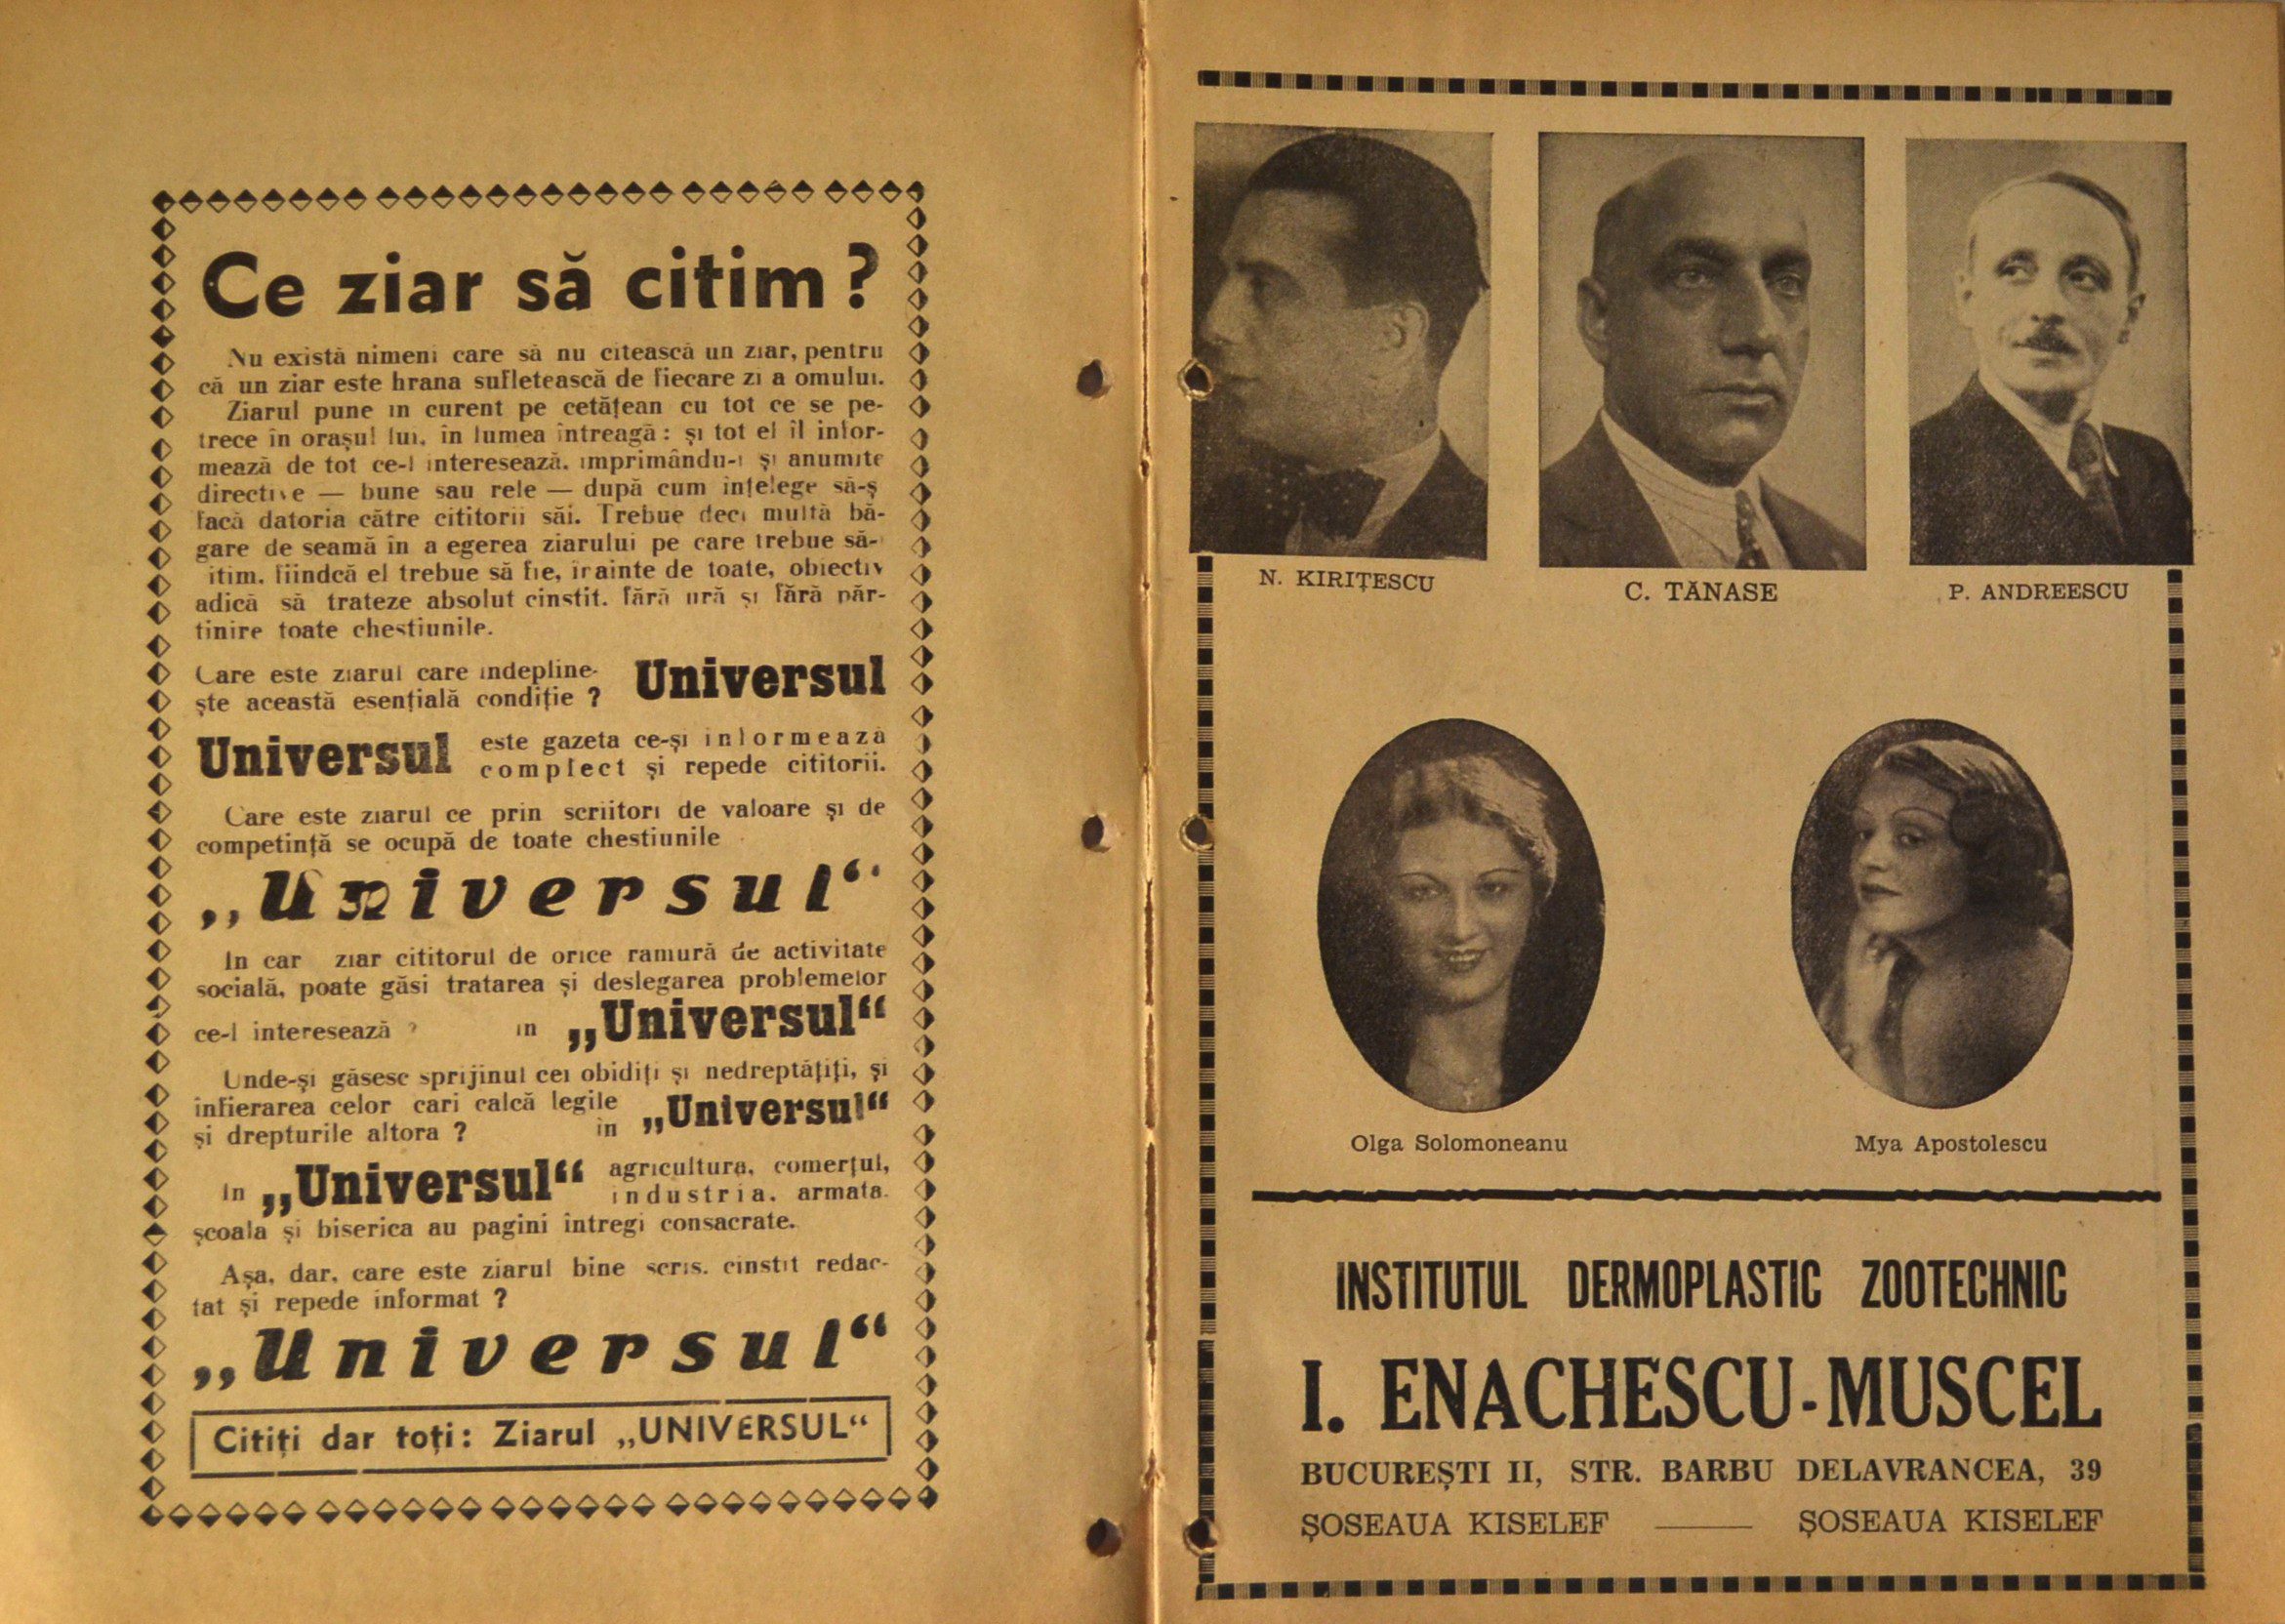 Ce ziar să citim?
Nu există nimeni care să nu citească un ziar, pentru
că un ziar este hrana sufletească de fiecare zi a omului.
Ziarul pune in curent pe cetățean cu tot ce se pe-
trece în orașul lui, în lumea întreagă: și tot el îl infor-
mează de tot ce-l interesează, imprimându-i și anumite
directive — bune sau rele — după cum înțelege să-ș
facă datoria către cititorii săi. Trebue deci multă bă-
gare de seamă în a egerea ziarului pe care trebue să-
itim, fiindcă el trebue să fie, îrainte de toate, obiectiv
adică să trateze absolut cinstit, fără ură și fără păr-
tinire toate chestiunile.
Care este ziarul care indepline-
ște această esențială condiție ? Universul
Universul este gazeta ce-și informează
complect și repede cititorii.
Care este ziarul ce prin scriitori de valoare și de
competință se ocupă de toate chestiunile
„Universul“
In car ziar cititorul de orice ramură de activitate
socială, poate găsi tratarea și deslegarea problemelor
ce-l interesează ? in „Universul“
Unde-și găsesc sprijinul cei obidiți și nedreptățiți, și
înfierarea celor cari calcă legile
și drepturile altora ? in „Universul“
In „Universul“ agricultura, comerțul,
industria, armata.
școala și biserica au pagini întregi consacrate.
Așa, dar, care este ziarul bine scris, cinstit redac-
tat și repede informat ?
„Universul“
Citiți dar toți: Ziarul „UNIVERSUL“
N. KIRIȚESCU
C. TĂNASE
P. ANDREESCU
Olga Solomoneanu
Mya Apostolescu
INSTITUTUL DERMOPLASTIC ZOOTECHNIC
I. ENACHESCU-MUSCEL
BUCUREȘTI II, STR. BARBU DELAVRANCEA, 39
ȘOSEAUA KISELEF —— ȘOSEAUA KISELEF